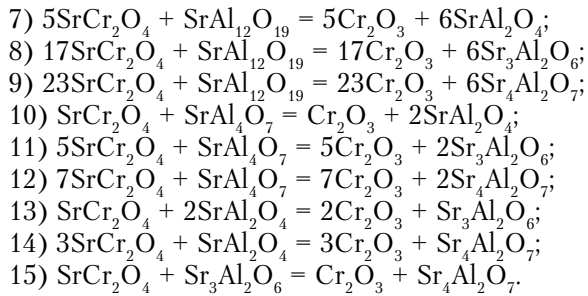 7) 5SrCr₂O₄ + SrAl₁₂O₁₉ = 5Cr₂O₃ + 6SrAl₂O₄;
8) 17SrCr₂O₄ + SrAl₁₂O₁₉ = 17Cr₂O₃ + 6Sr₃Al₂O₆;
9) 23SrCr₂O₄ + SrAl₁₂O₁₉ = 23Cr₂O₃ + 6Sr₄Al₂O₇;
10) SrCr₂O₄ + SrAl₄O₇ = Cr₂O₃ + 2SrAl₂O₄;
11) 5SrCr₂O₄ + SrAl₄O₇ = 5Cr₂O₃ + 2Sr₃Al₂O₆;
12) 7SrCr₂O₄ + SrAl₄O₇ = 7Cr₂O₃ + 2Sr₄Al₂O₇;
13) SrCr₂O₄ + 2SrAl₂O₄ = 2Cr₂O₃ + Sr₃Al₂O₆;
14) 3SrCr₂O₄ + SrAl₂O₄ = 3Cr₂O₃ + Sr₄Al₂O₇;
15) SrCr₂O₄ + Sr₃Al₂O₆ = Cr₂O₃ + Sr₄Al₂O₇.